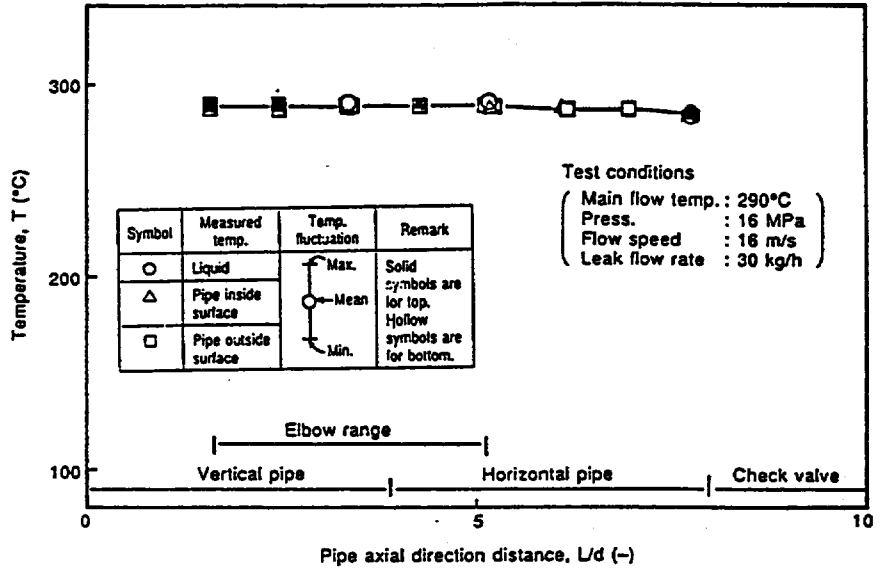 300
200
100
Temperature, T (°C)
Test conditions
Main flow temp. : 290°C
Press. : 16 MPa
Flow speed : 16 m/s
Leak flow rate : 30 kg/h
Symbol
Measured
temp.
Temp.
fluctuation
Remark
Liquid
Pipe inside
surface
Pipe outside
surface
Max.
Mean
Min.
Solid
symbols are
for top.
Hollow
symbols are
for bottom.
Elbow range
Vertical pipe
Horizontal pipe
Check valve
0
5
10
Pipe axial direction distance, L/d (–)